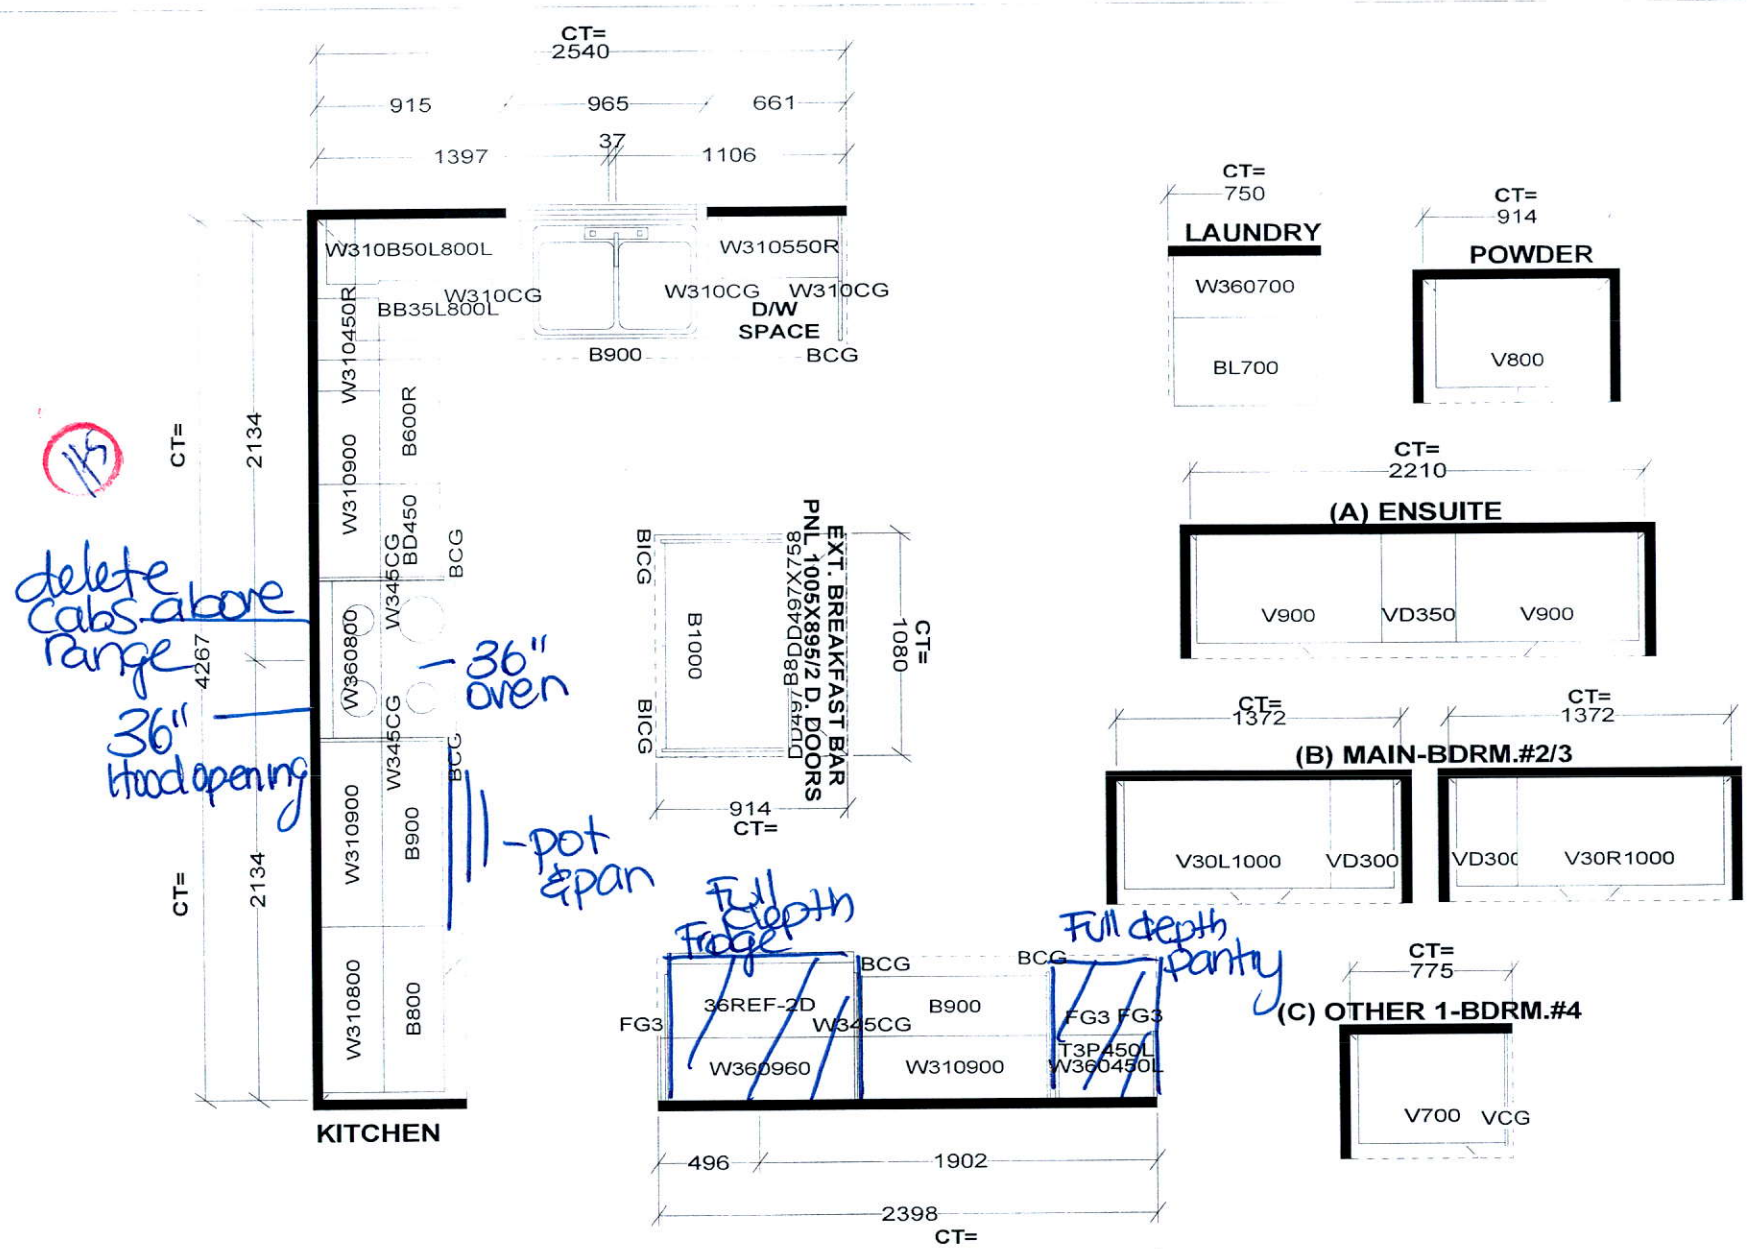 CT=
2540
915
965
661
37
1397
1106
W310B50L800L
W310550R
W310CG
W310CG
W310CG
BB35L800L
D/W
SPACE
B900
BCG
W310450R
W310900
B600R
BD450
W345CG
BCG
CT=
2134
4267
delete
cabs above
range
W360800
36"
oven
36"
Hood opening
W345CG
BCG
W310900
B900
-pot
&pan
CT=
2134
W310800
B800
KITCHEN
BICG
B1000
BICG
DD497DD897DD497X758
PNL 1005X895/2 D. DOORS
EXT. BREAKFAST BAR
CT=
1080
914
CT=
Full
depth
Fridge
Full depth
pantry
BCG
BCG
36REF-2D
B900
FG3
W345CG
FG3 FG3
T3P450L
W360960
W310900
W360450L
496
1902
2398
CT=
CT=
750
LAUNDRY
W360700
BL700
CT=
914
POWDER
V800
CT=
2210
(A) ENSUITE
V900
VD350
V900
CT=
1372
CT=
1372
(B) MAIN-BDRM.#2/3
V30L1000
VD300
VD300
V30R1000
CT=
775
(C) OTHER 1-BDRM.#4
V700
VCG